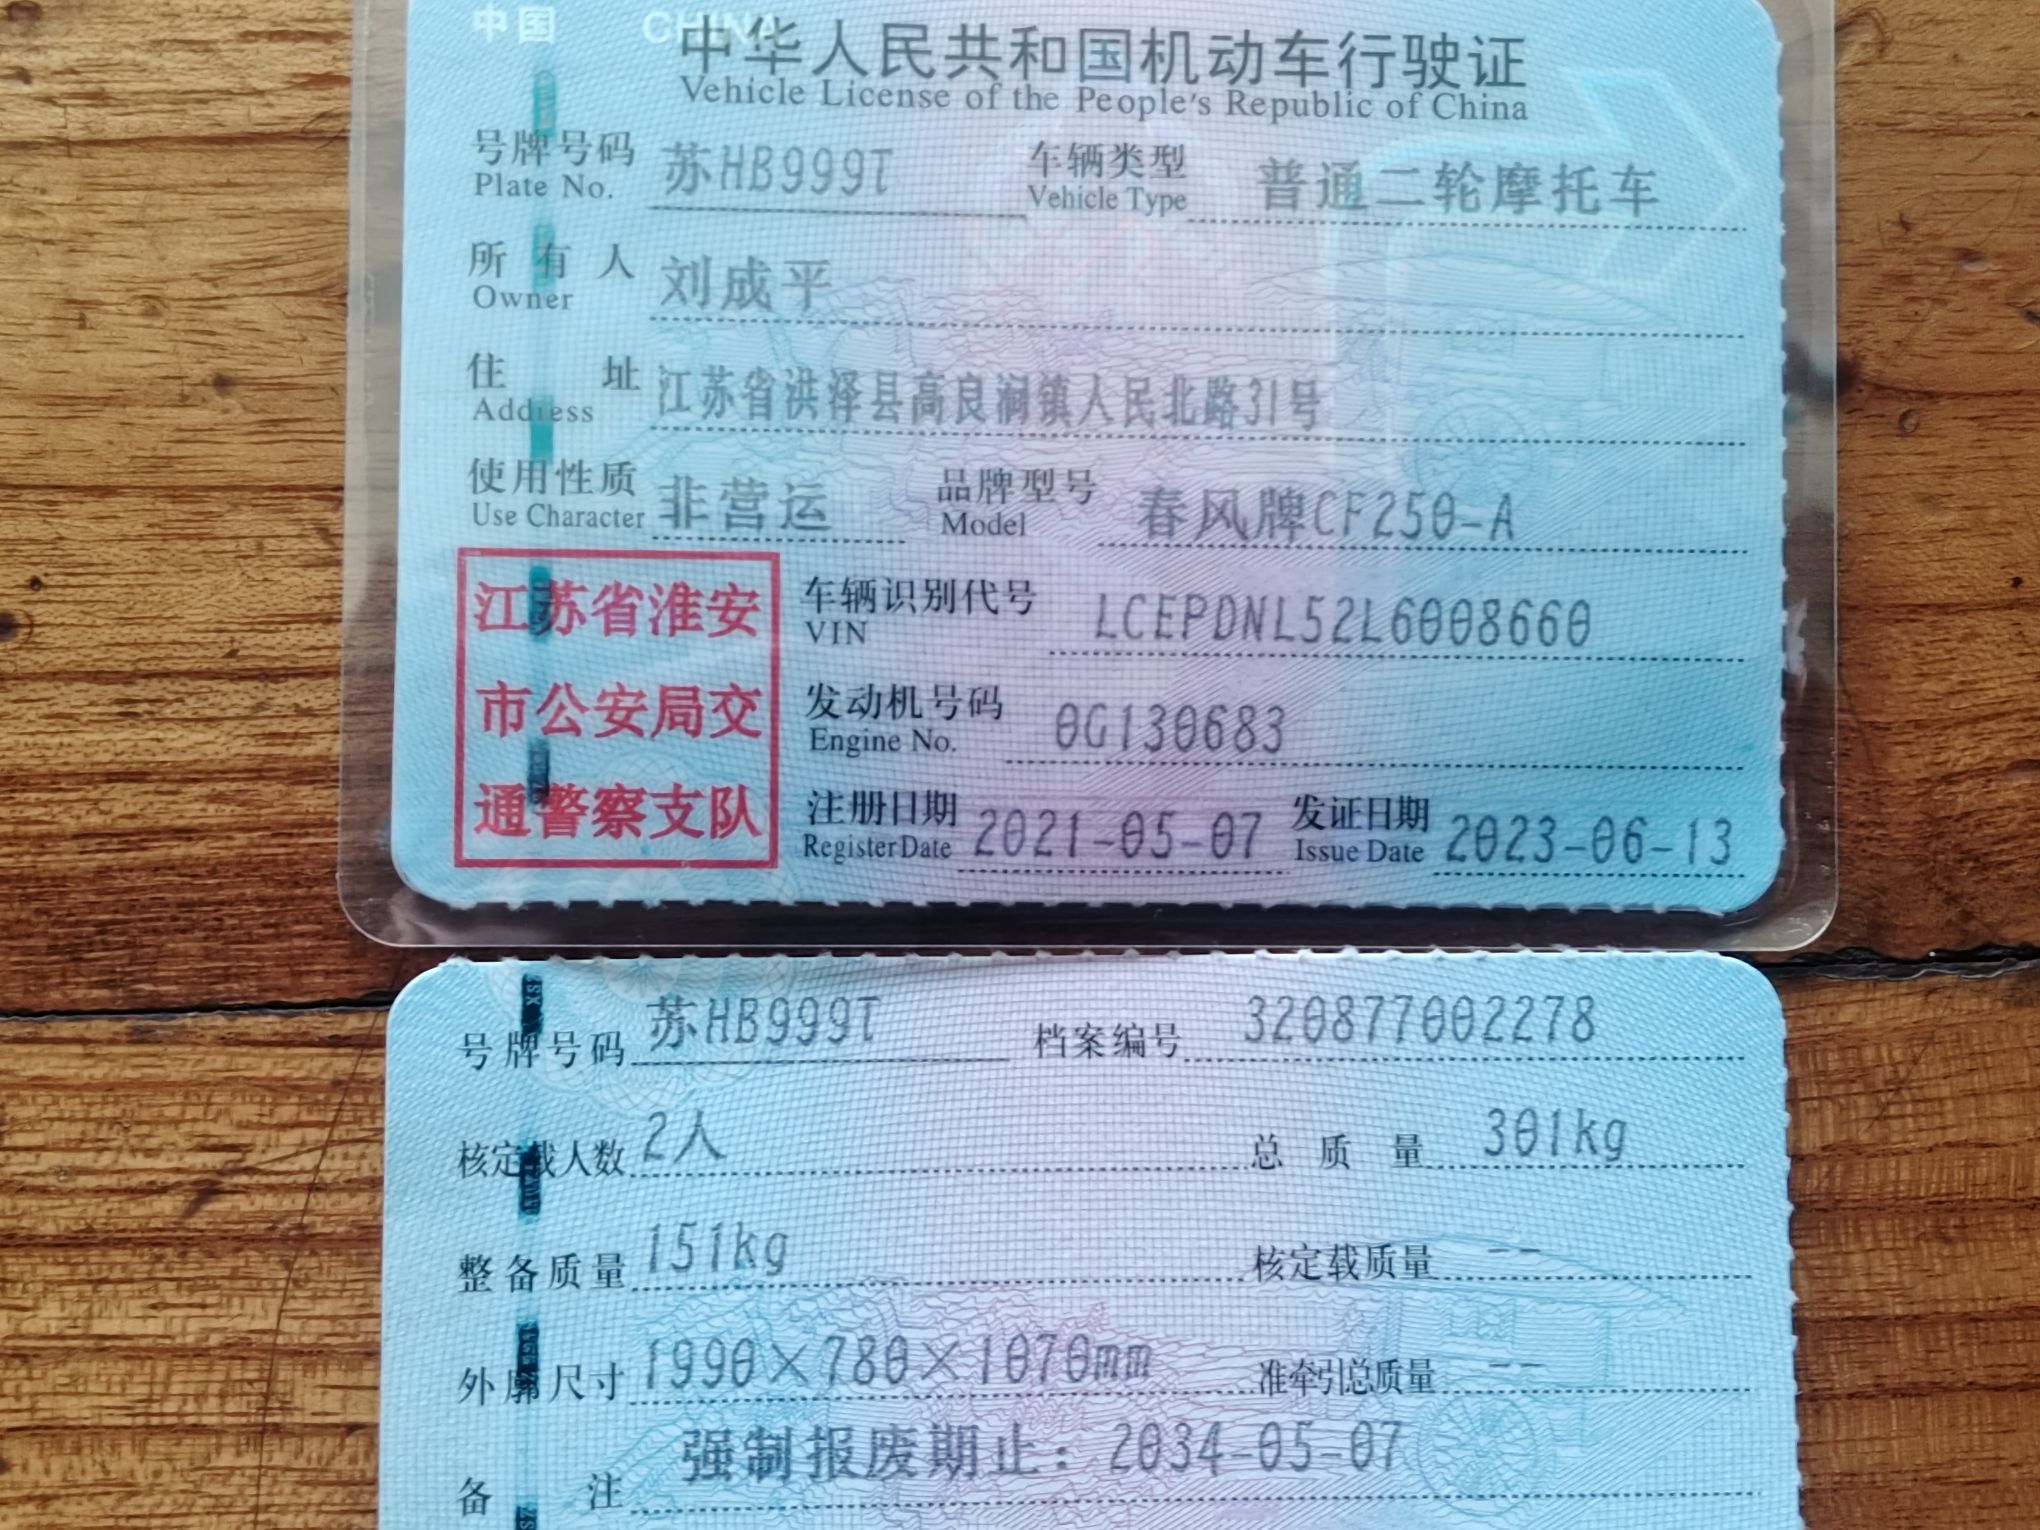 中国 CHINA
中华人民共和国机动车行驶证
Vehicle License of the People's Republic of China
号牌号码 苏HB999T 车辆类型 普通二轮摩托车
Plate No. Vehicle Type
所有人 刘成平
Owner
住址 江苏省洪泽县高良涧镇人民北路31号
Address
使用性质 非营运 品牌型号 春风牌CF250-A
Use Character Model
江苏省淮安
市公安局交
通警察支队
车辆识别代号 LCEPDNL52L6008660
VIN
发动机号码 0G130683
Engine No.
注册日期 2021-05-07 发证日期 2023-06-13
Register Date Issue Date
号牌号码 苏HB999T 档案编号 320877002278
核定载人数 2人 总质量 301kg
整备质量 151kg 核定载质量 --
外廓尺寸 1990×780×1070mm 准牵引总质量 --
强制报废期止：2034-05-07
备注